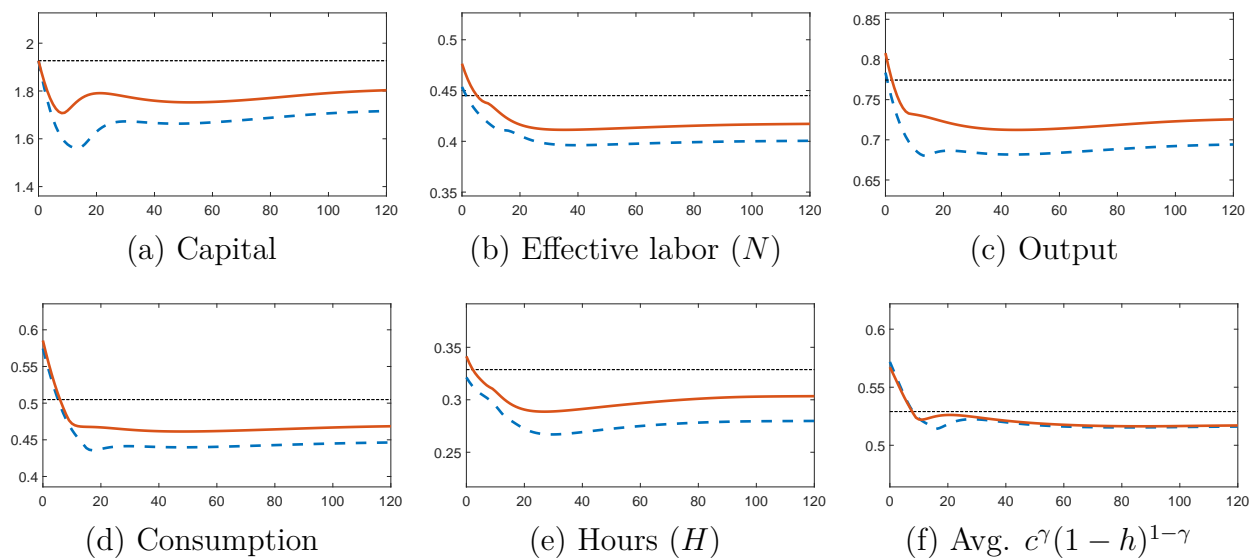 2
1.8
1.6
1.4
0 20 40 60 80 100 120
(a) Capital
0.5
0.45
0.4
0.35
0 20 40 60 80 100 120
(b) Effective labor (N)
0.85
0.8
0.75
0.7
0.65
0 20 40 60 80 100 120
(c) Output
0.6
0.55
0.5
0.45
0.4
0 20 40 60 80 100 120
(d) Consumption
0.35
0.3
0.25
0 20 40 60 80 100 120
(e) Hours (H)
0.6
0.55
0.5
0 20 40 60 80 100 120
(f) Avg. c^γ(1 − h)^{1−γ}